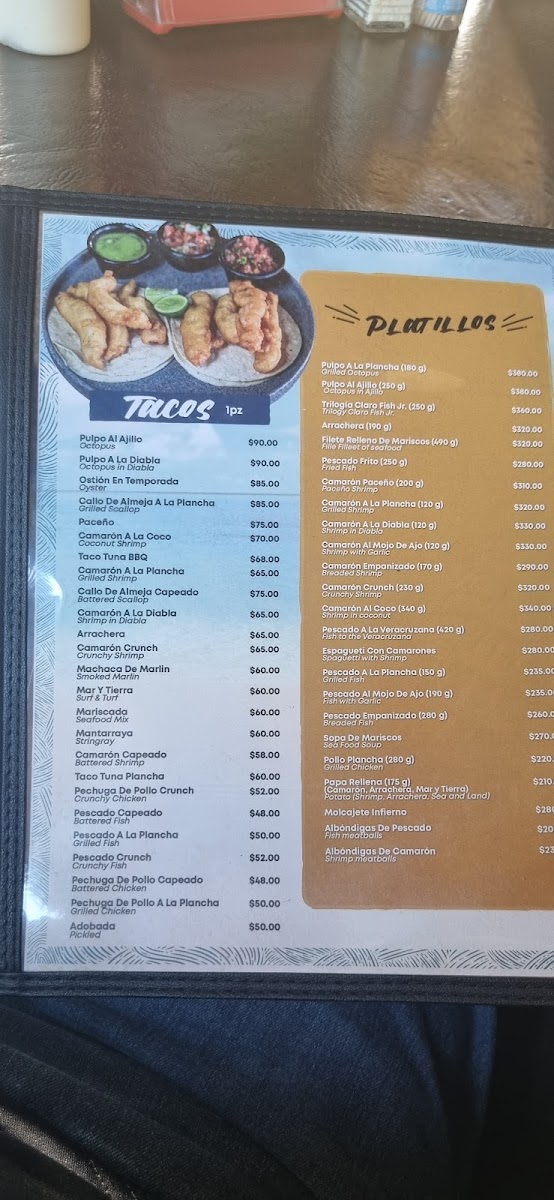 TACOS 1pz
Pulpo Al Ajillo $90.00
Octopus
Pulpo A La Diabla $90.00
Octopus in Diabla
Ostión En Temporada $85.00
Oyster
Callo De Almeja A La Plancha $85.00
Grilled Scallop
Paceño $75.00
Camarón A La Coco $70.00
Coconut Shrimp
Taco Tuna BBQ $68.00
Camarón A La Plancha $65.00
Grilled Shrimp
Callo De Almeja Capeado $75.00
Battered Scallop
Camarón A La Diabla $65.00
Shrimp in Diabla
Arrachera $65.00
Camarón Crunch $65.00
Crunchy Shrimp
Machaca De Marlin $60.00
Smoked Marlin
Mar Y Tierra $60.00
Surf & Turf
Mariscada $60.00
Seafood Mix
Mantarraya $60.00
Stringray
Camarón Capeado $58.00
Battered Shrimp
Taco Tuna Plancha $60.00
Pechuga De Pollo Crunch $52.00
Crunchy Chicken
Pescado Capeado $48.00
Battered Fish
Pescado A La Plancha $50.00
Grilled Fish
Pescado Crunch $52.00
Crunchy Fish
Pechuga De Pollo Capeado $48.00
Battered Chicken
Pechuga De Pollo A La Plancha $50.00
Grilled Chicken
Adobada $50.00
Pickled
PLATILLOS
Pulpo A La Plancha (180 g) $380.00
Grilled Octopus
Pulpo Al Ajillo (250 g) $380.00
Octopus in Ajillo
Trilogía Claro Fish Jr. (250 g) $360.00
Trilogy Claro Fish Jr.
Arrachera (190 g) $320.00
Filete Relleno De Mariscos (490 g) $320.00
Fille Filleet of seafood
Pescado Frito (250 g) $280.00
Fried Fish
Camarón Paceño (200 g) $310.00
Paceño Shrimp
Camarón A La Plancha (120 g) $320.00
Grilled Shrimp
Camarón A La Diabla (120 g) $330.00
Shrimp in Diabla
Camarón Al Mojo De Ajo (120 g) $330.00
Shrimp with Garlic
Camarón Empanizado (170 g) $290.00
Breaded Shrimp
Camarón Crunch (230 g) $320.00
Crunchy Shrimp
Camarón Al Coco (340 g) $340.00
Shrimp in coconut
Pescado A La Veracruzana (420 g) $280.00
Fish to the Veracruzana
Espagueti Con Camarones $280.00
Spaguetti with Shrimp
Pescado A La Plancha (150 g) $235.00
Grilled Fish
Pescado Al Mojo De Ajo (190 g) $235.0
Fish with Garlic
Pescado Empanizado (280 g) $260.0
Breaded Fish
Sopa De Mariscos $270.
Sea Food Soup
Pollo Plancha (280 g) $220.
Grilled Chicken
Papa Rellena (175 g) $210.
(Camarón, Arrachera, Mar y Tierra)
Potato (Shrimp, Arrachera, Sea and Land)
Molcajete Infierno $280
Albóndigas De Pescado $20
Fish meatballs
Albóndigas De Camarón $23
Shrimp meatballs